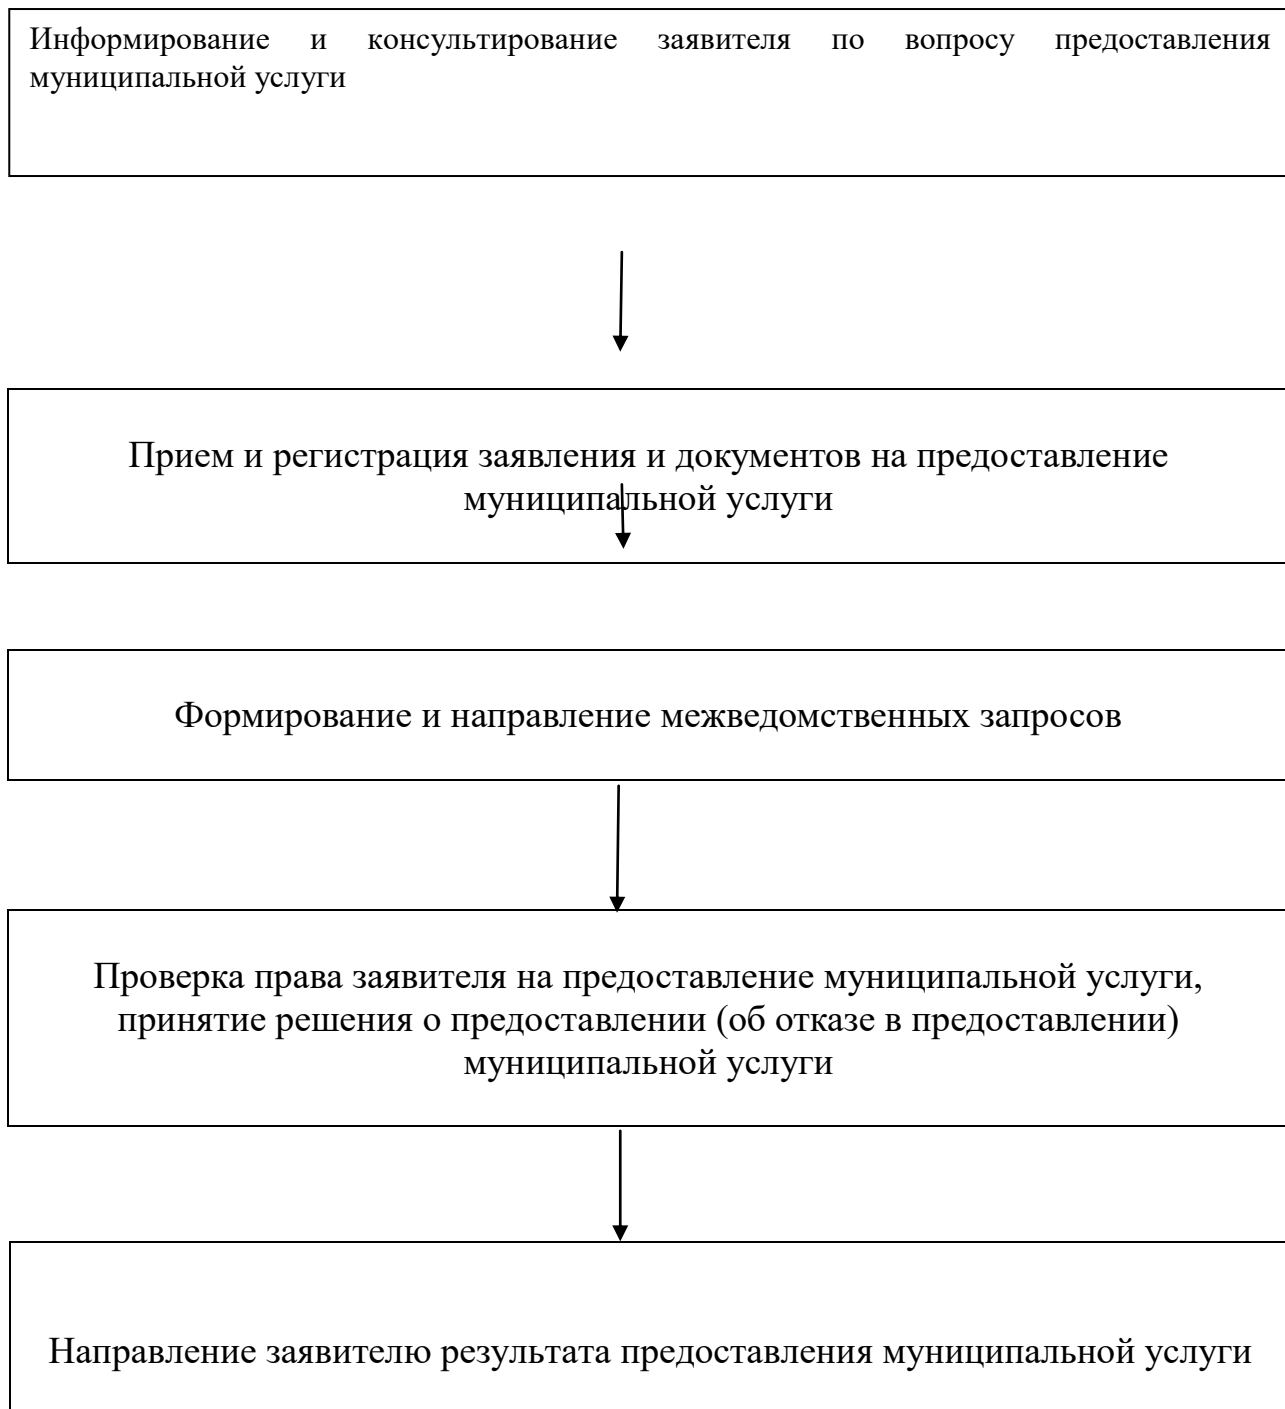 Информирование и консультирование заявителя по вопросу предоставления
муниципальной услуги
Прием и регистрация заявления и документов на предоставление
муниципальной услуги
Формирование и направление межведомственных запросов
Проверка права заявителя на предоставление муниципальной услуги,
принятие решения о предоставлении (об отказе в предоставлении)
муниципальной услуги
Направление заявителю результата предоставления муниципальной услуги